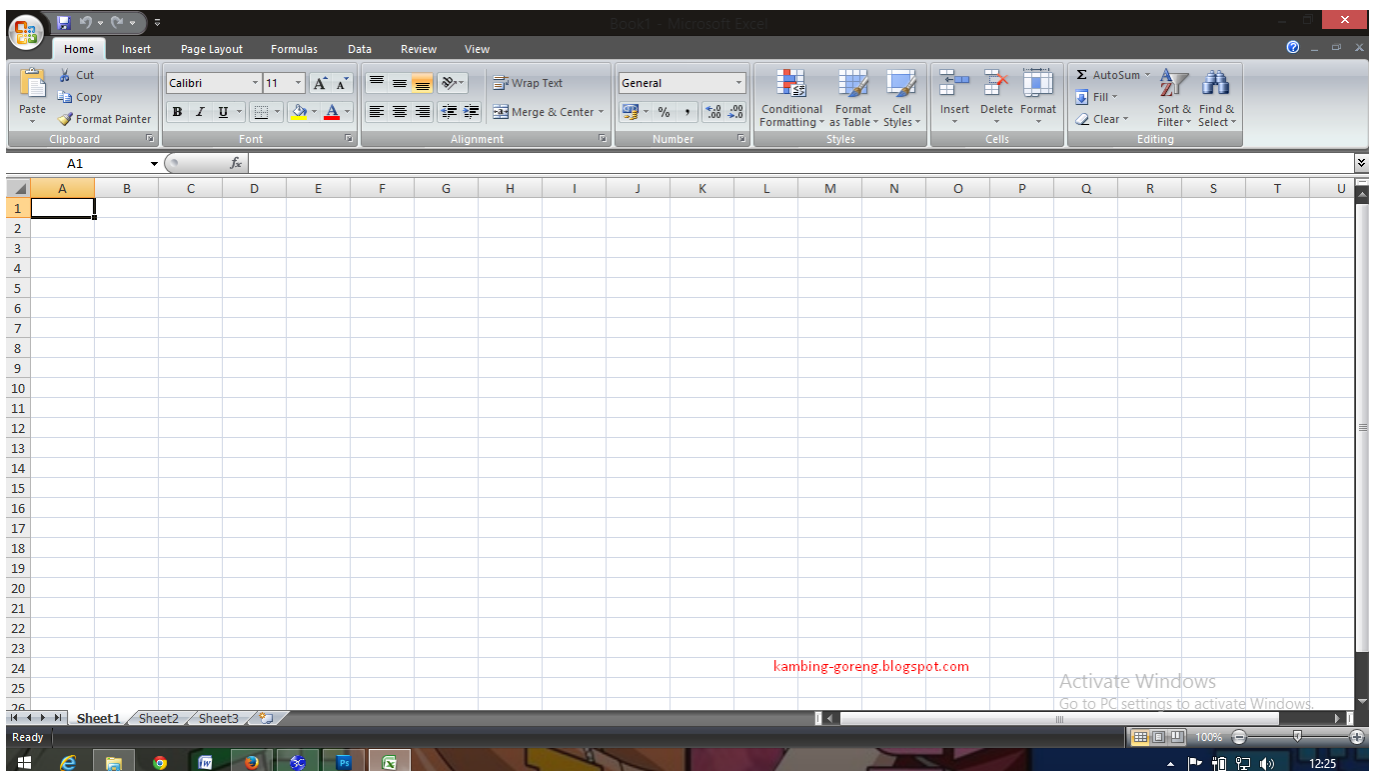 Book1 - Microsoft Excel
Home Insert Page Layout Formulas Data Review View
Paste
Cut
Copy
Format Painter
Clipboard
Calibri 11
B I U
Font
Wrap Text
Merge & Center
Alignment
General
% ,
Number
Conditional Formatting
Format as Table
Cell Styles
Styles
Insert Delete Format
Cells
Σ AutoSum
Fill
Clear
Sort & Filter
Find & Select
Editing
A1 fx
A B C D E F G H I J K L M N O P Q R S T U
1
2
3
4
5
6
7
8
9
10
11
12
13
14
15
16
17
18
19
20
21
22
23
24
kambing-goreng.blogspot.com
25
Activate Windows
26
Go to PC settings to activate Windows.
Sheet1 Sheet2 Sheet3
Ready 100%
Ps
12:25